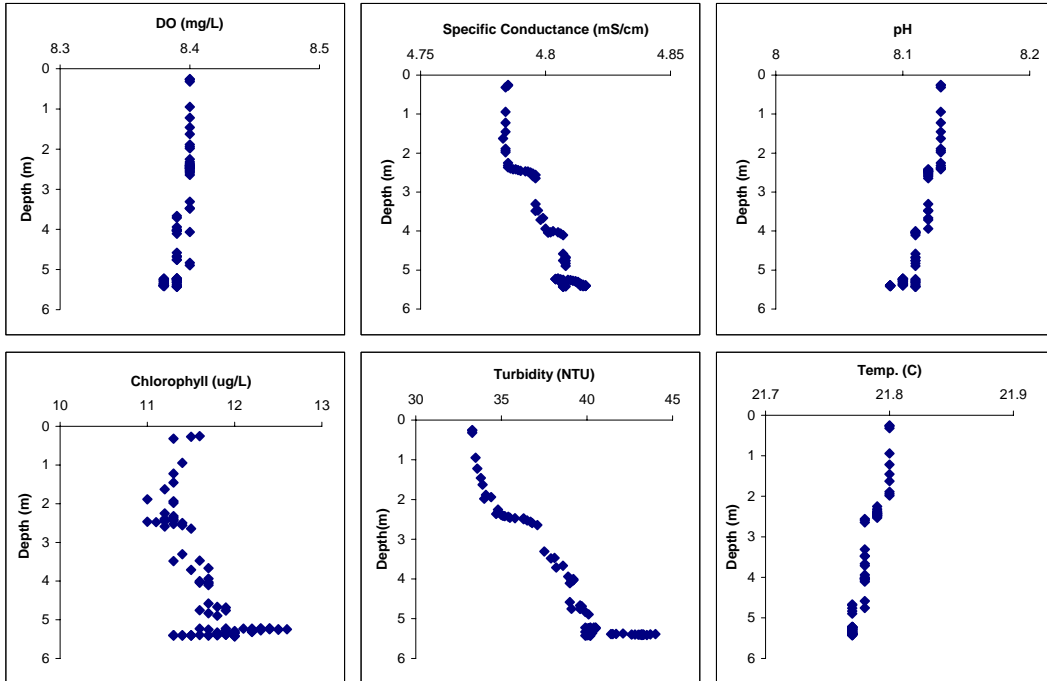 DO (mg/L)
8.3 8.4 8.5
0
1
2
3
4
5
6
Depth (m)
Specific Conductance (mS/cm)
4.75 4.8 4.85
0
1
2
3
4
5
6
Depth (m)
pH
8 8.1 8.2
0
1
2
3
4
5
6
Depth (m)
Chlorophyll (ug/L)
10 11 12 13
0
1
2
3
4
5
6
Depth (m)
Turbidity (NTU)
30 35 40 45
0
1
2
3
4
5
6
Depth(m)
Temp. (C)
21.7 21.8 21.9
0
1
2
3
4
5
6
Depth (m)